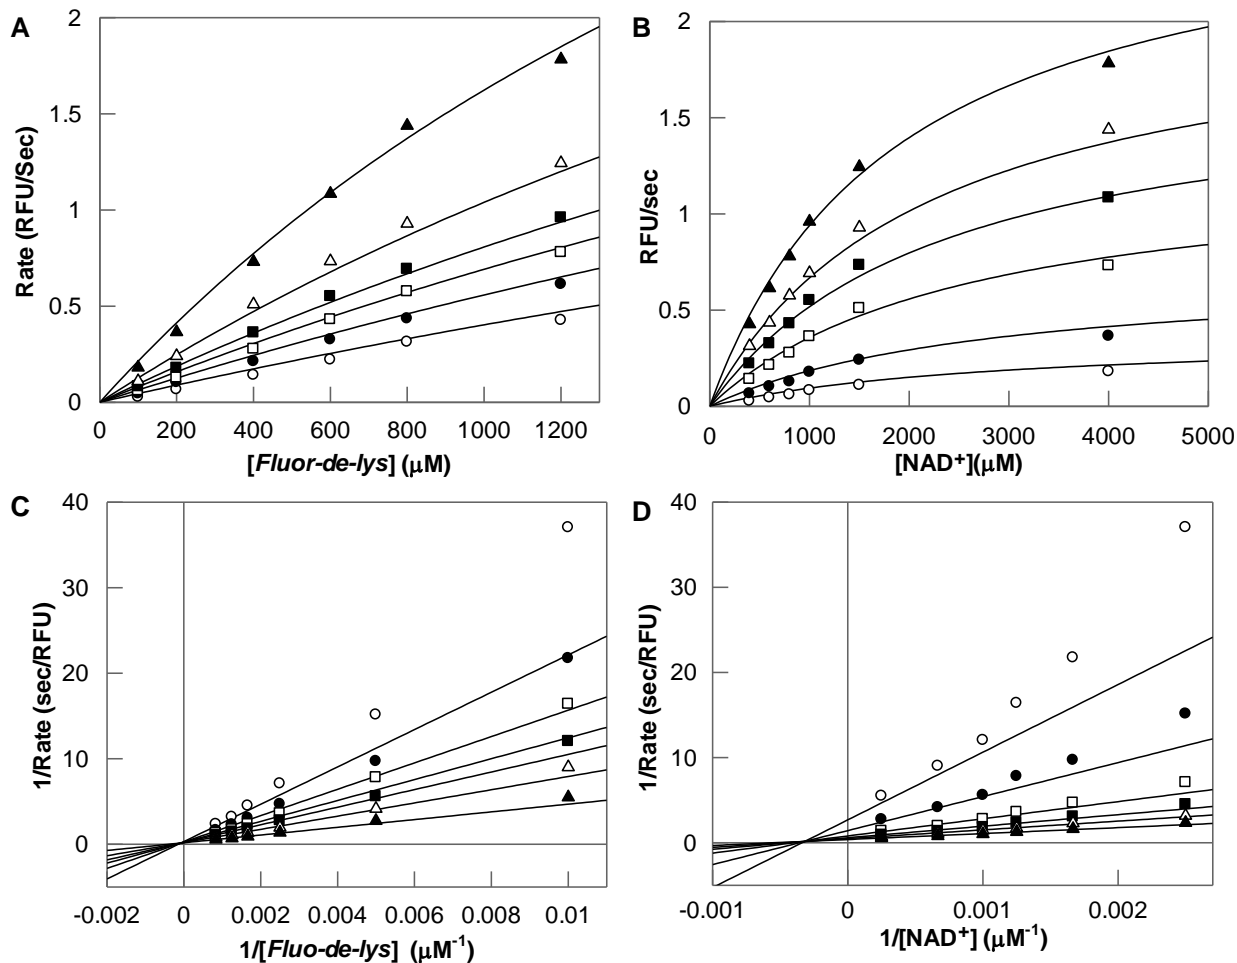 A
Rate (RFU/Sec)
2
1.5
1
0.5
0
0 200 400 600 800 1000 1200
[Fluor-de-lys] (μM)
B
RFU/sec
2
1.5
1
0.5
0
0 1000 2000 3000 4000 5000
[NAD⁺](μM)
C
1/Rate (sec/RFU)
40
30
20
10
0
-0.002 0 0.002 0.004 0.006 0.008 0.01
1/[Fluo-de-lys] (μM⁻¹)
D
1/Rate (sec/RFU)
40
30
20
10
0
-0.001 0 0.001 0.002
1/[NAD⁺] (μM⁻¹)